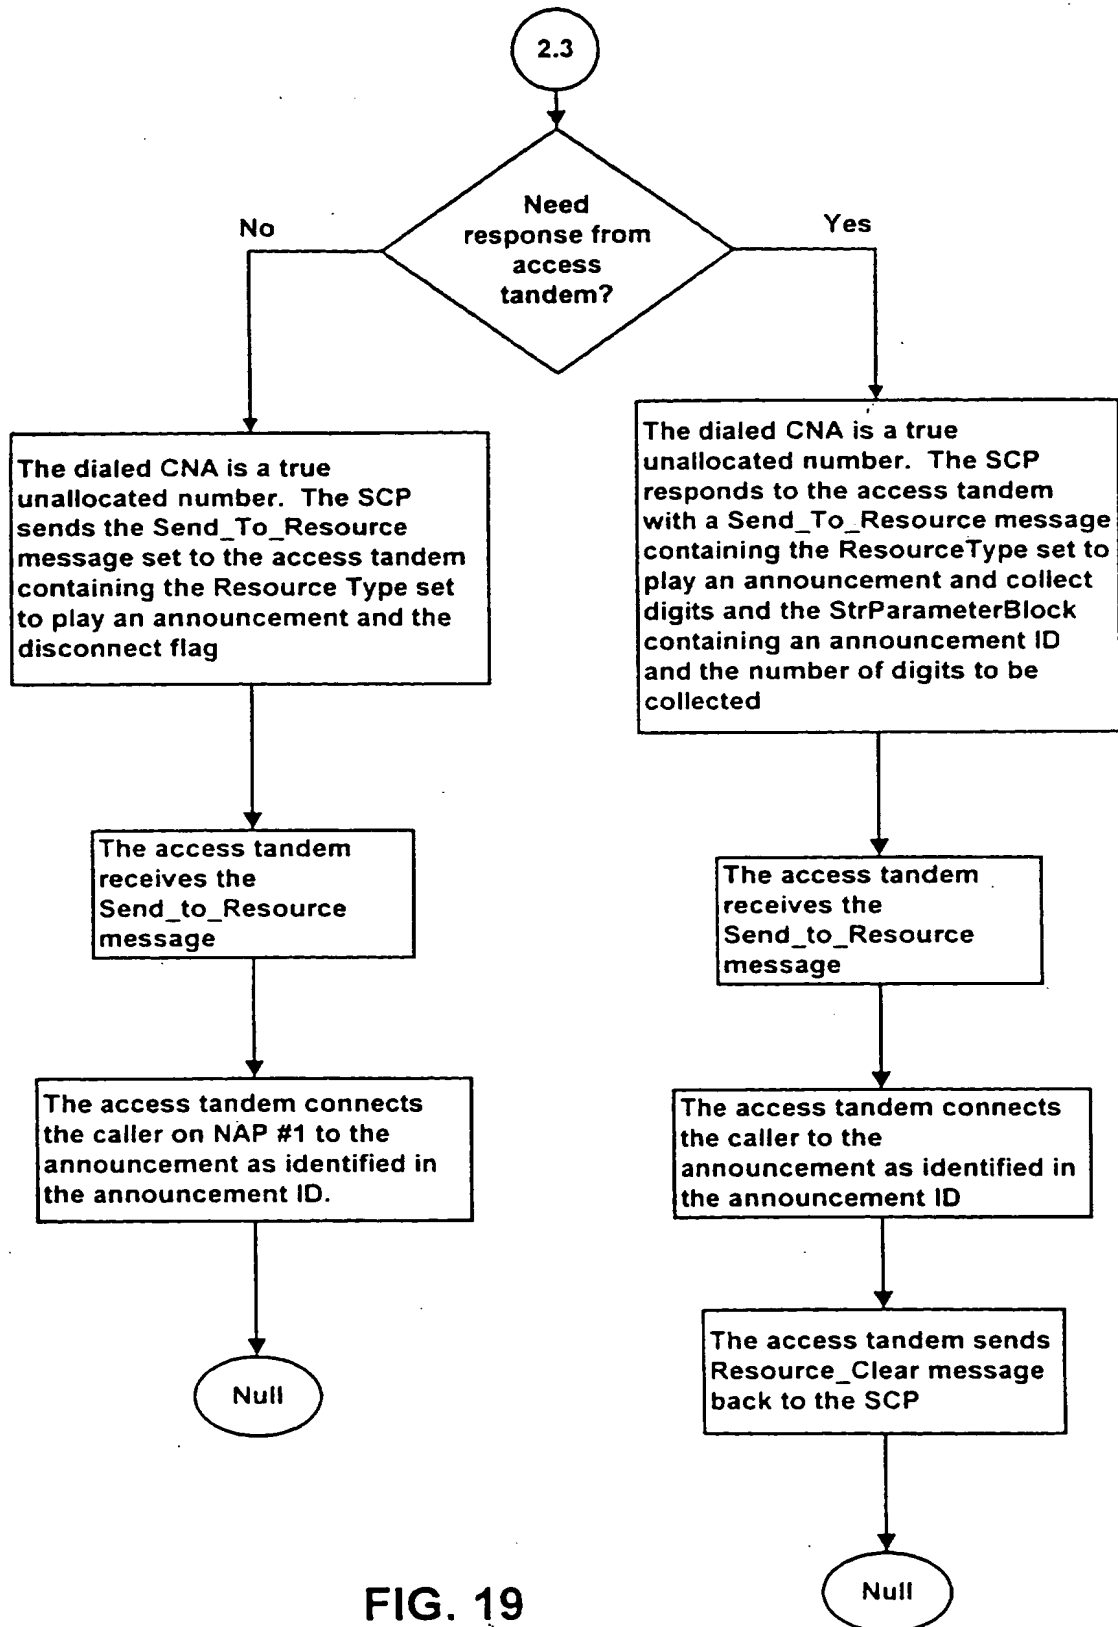 2.3
Need
response from
access
tandem?
No
Yes
The dialed CNA is a true
unallocated number. The SCP
sends the Send_To_Resource
message set to the access tandem
containing the Resource Type set
to play an announcement and the
disconnect flag
The access tandem
receives the
Send_to_Resource
message
The access tandem connects
the caller on NAP #1 to the
announcement as identified in
the announcement ID.
Null
The dialed CNA is a true
unallocated number. The SCP
responds to the access tandem
with a Send_To_Resource message
containing the ResourceType set to
play an announcement and collect
digits and the StrParameterBlock
containing an announcement ID
and the number of digits to be
collected
The access tandem
receives the
Send_to_Resource
message
The access tandem connects
the caller to the
announcement as identified in
the announcement ID
The access tandem sends
Resource_Clear message
back to the SCP
Null
FIG. 19